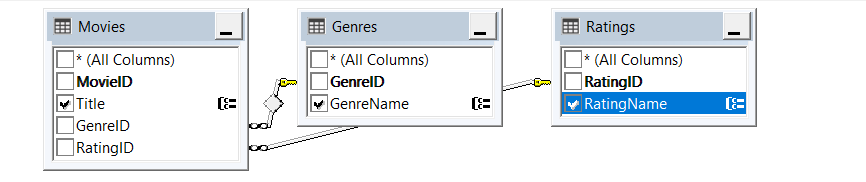 Movies
* (All Columns)
MovieID
Title
GenreID
RatingID
Genres
* (All Columns)
GenreID
GenreName
Ratings
* (All Columns)
RatingID
RatingName